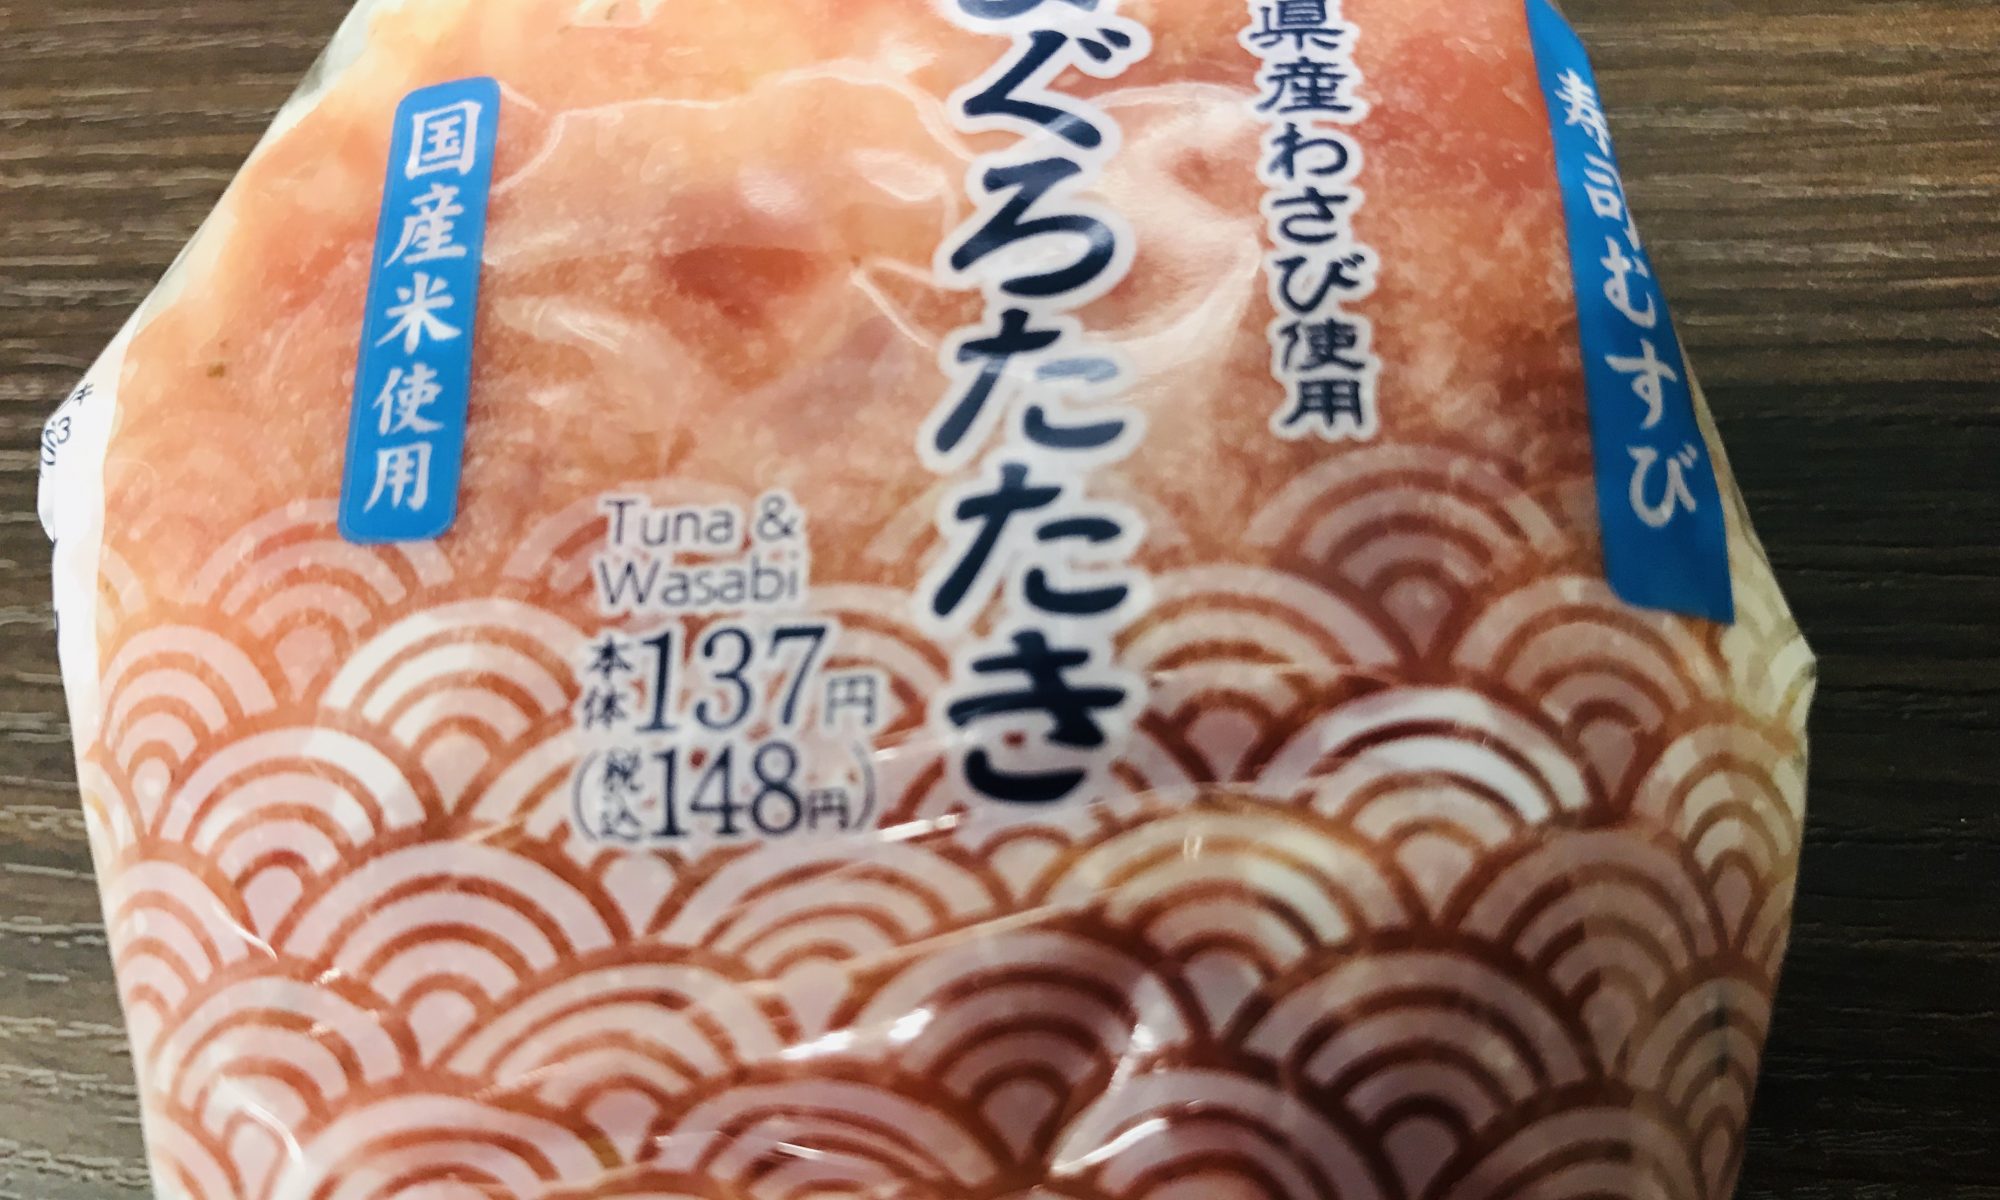 寿司むすび
県産わさび使用
まぐろたたき
国産米使用
Tuna &
Wasabi
本体137円
(税込148円)